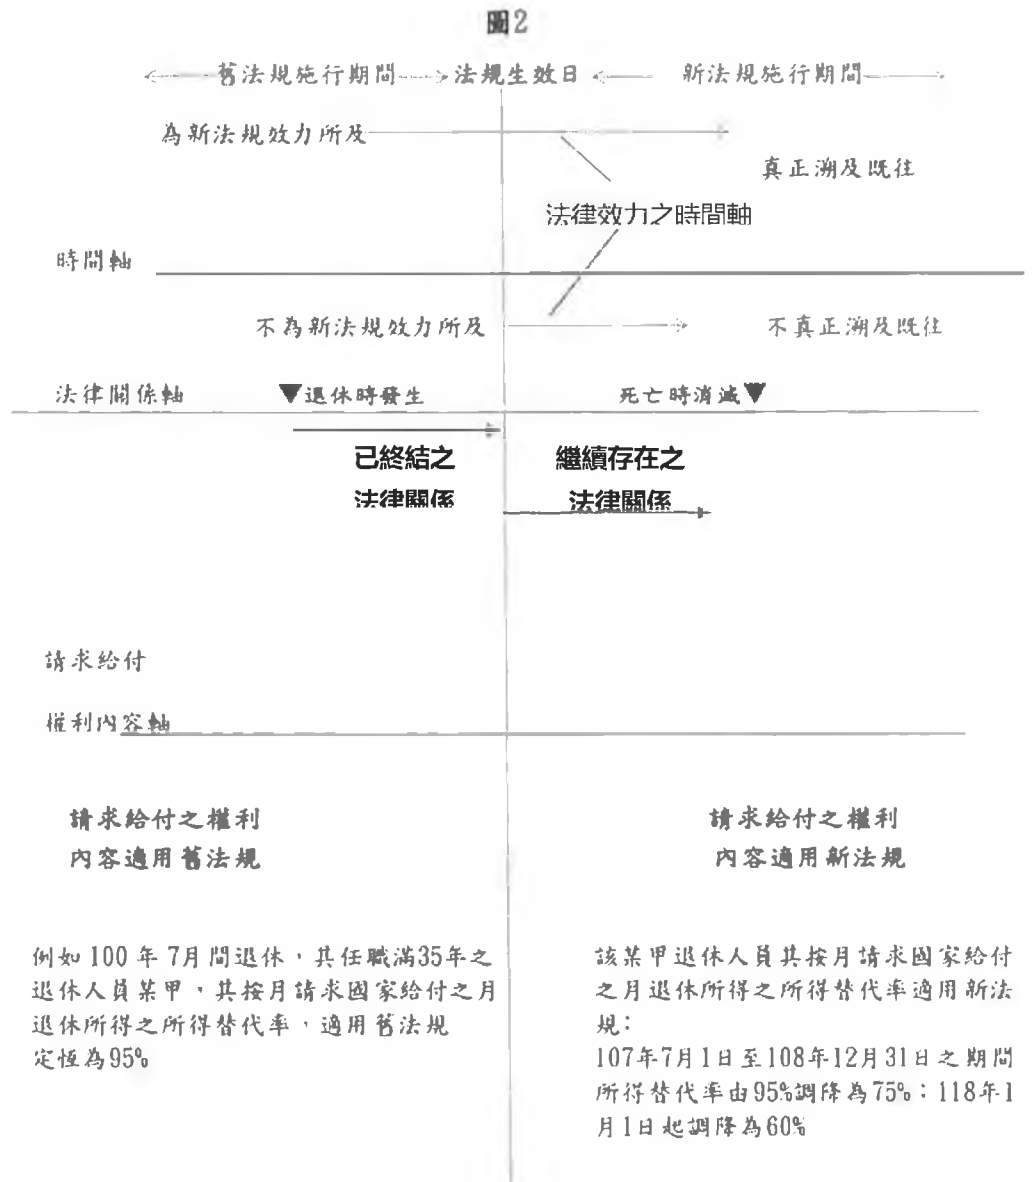 圖2
舊法規施行期間 法規生效日 新法規施行期間
為新法規效力所及
真正溯及既往
法律效力之時間軸
時間軸
不為新法規效力所及 不真正溯及既往
法律關係軸 ▼退休時發生 死亡時消滅▼
已終結之
法律關係
繼續存在之
法律關係
請求給付
權利內容軸
請求給付之權利
內容適用舊法規
請求給付之權利
內容適用新法規
例如100年7月間退休，其任職滿35年之
退休人員某甲，其按月請求國家給付之月
退休所得之所得替代率，適用舊法規
定恆為95%
該某甲退休人員其按月請求國家給付
之月退休所得之所得替代率適用新法
規：
107年7月1日至108年12月31日之期間
所得替代率由95%調降為75%：118年1
月1日起調降為60%